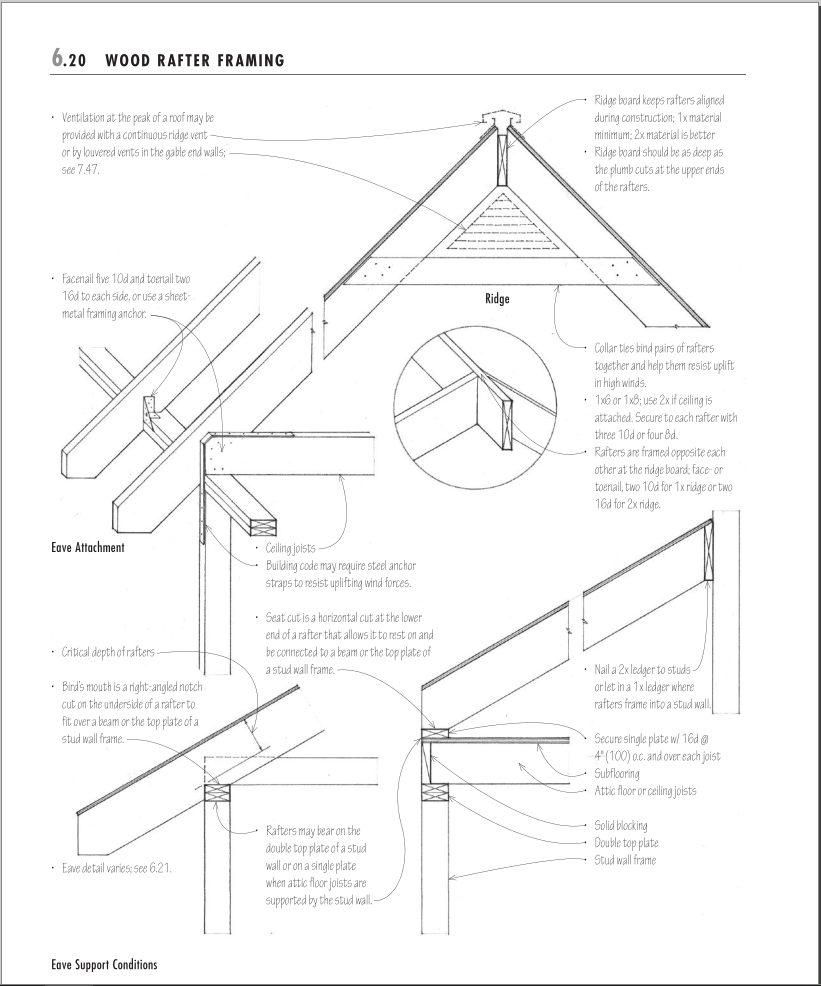 6.20 WOOD RAFTER FRAMING
• Ventilation at the peak of a roof may be
provided with a continuous ridge vent
or by louvered vents in the gable end walls;
see 7.47.
• Ridge board keeps rafters aligned
during construction; 1x material
minimum; 2x material is better
• Ridge board should be as deep as
the plumb cuts at the upper ends
of the rafters.
• Facenail five 10d and toenail two
16d to each side, or use a sheet-
metal framing anchor.
Ridge
• Collar ties bind pairs of rafters
together and help them resist uplift
in high winds.
• 1x6 or 1x8; use 2x if ceiling is
attached. Secure to each rafter with
three 10d or four 8d.
• Rafters are framed opposite each
other at the ridge board; face- or
toenail, two 10d for 1x ridge or two
16d for 2x ridge.
Eave Attachment
• Ceiling joists
• Building code may require steel anchor
straps to resist uplifting wind forces.
• Seat cut is a horizontal cut at the lower
end of a rafter that allows it to rest on and
be connected to a beam or the top plate of
a stud wall frame.
• Critical depth of rafters
• Bird's mouth is a right-angled notch
cut on the underside of a rafter to
fit over a beam or the top plate of a
stud wall frame.
• Nail a 2x ledger to studs
or let in a 1x ledger where
rafters frame into a stud wall.
• Secure single plate w/ 16d @
4" (100) o.c. and over each joist
• Subflooring
• Attic floor or ceiling joists
• Solid blocking
• Double top plate
• Stud wall frame
• Rafters may bear on the
double top plate of a stud
wall or on a single plate
when attic floor joists are
supported by the stud wall.
• Eave detail varies; see 6.21.
Eave Support Conditions